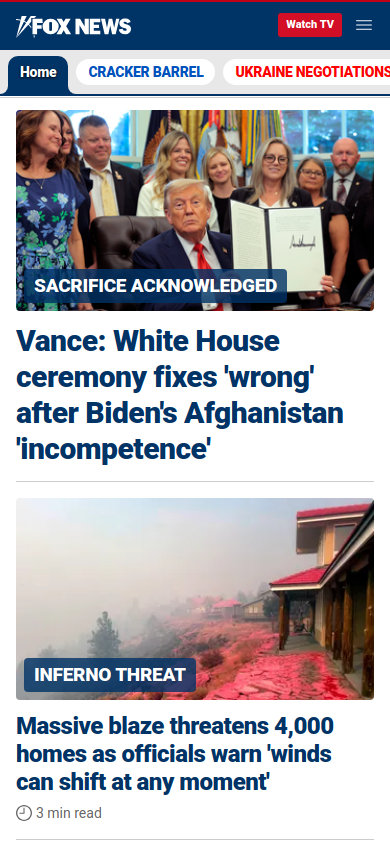 FOX NEWS
Watch TV
Home
CRACKER BARREL
UKRAINE NEGOTIATIONS
SACRIFICE ACKNOWLEDGED
Vance: White House
ceremony fixes 'wrong'
after Biden's Afghanistan
'incompetence'
INFERNO THREAT
Massive blaze threatens 4,000
homes as officials warn 'winds
can shift at any moment'
3 min read